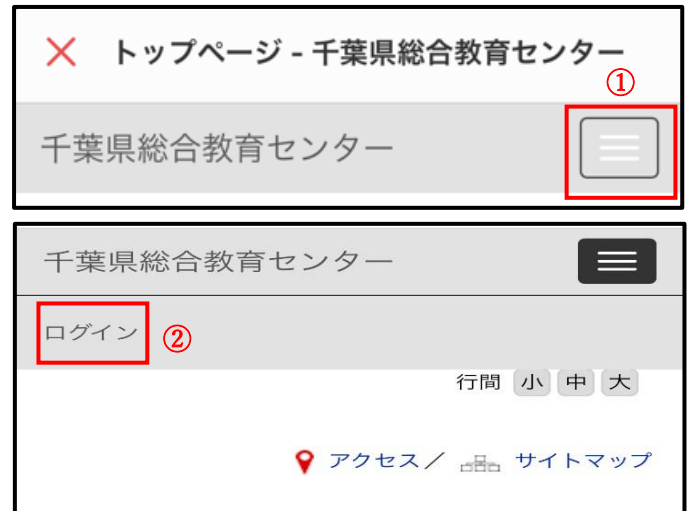 トップページ - 千葉県総合教育センター
①
千葉県総合教育センター
千葉県総合教育センター
ログイン ②
行間 小 中 大
アクセス／ サイトマップ